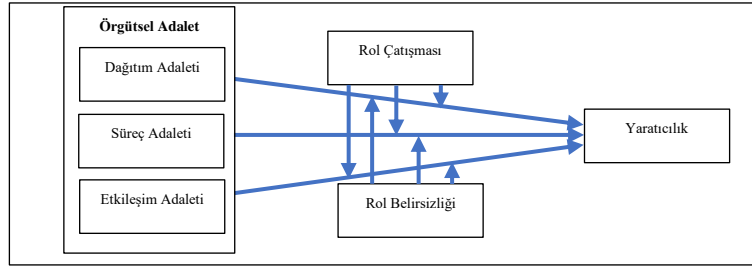 Örgütsel Adalet
Dağıtım Adaleti
Süreç Adaleti
Etkileşim Adaleti
Rol Çatışması
Rol Belirsizliği
Yaratıcılık